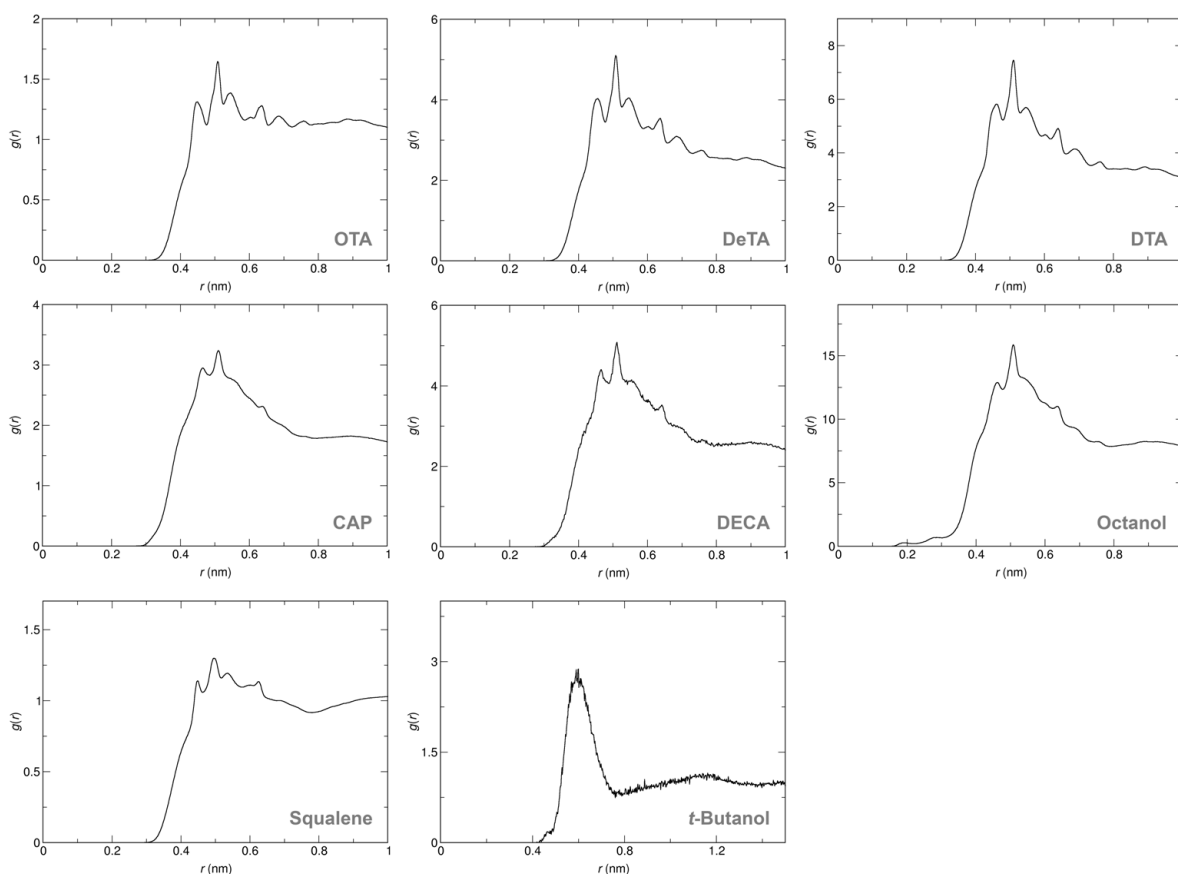 2
1.5
1
0.5
0
g(r)
OTA
0 0.2 0.4 0.6 0.8 1
r (nm)
6
4
2
0
g(r)
DeTA
0 0.2 0.4 0.6 0.8 1
r (nm)
8
6
4
2
0
g(r)
DTA
0 0.2 0.4 0.6 0.8
r (nm)
4
3
2
1
0
g(r)
CAP
0 0.2 0.4 0.6 0.8 1
r (nm)
6
4
2
0
g(r)
DECA
0 0.2 0.4 0.6 0.8 1
r (nm)
15
10
5
0
g(r)
Octanol
0 0.2 0.4 0.6 0.8
r (nm)
1.5
1
0.5
0
g(r)
Squalene
0 0.2 0.4 0.6 0.8 1
r (nm)
3
1.5
0
g(r)
t-Butanol
0 0.4 0.8 1.2
r (nm)